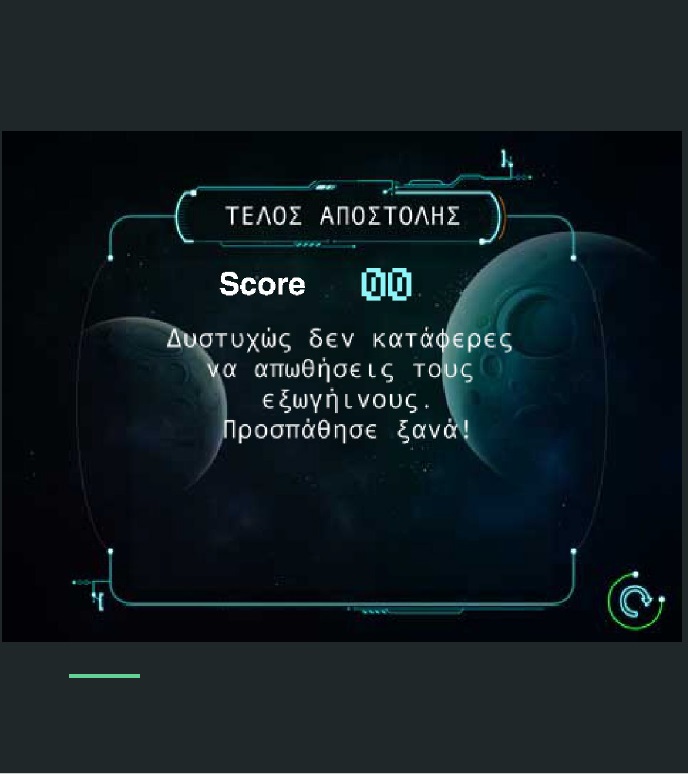 ΤΕΛΟΣ ΑΠΟΣΤΟΛΗΣ
Score 00
Δυστυχώς δεν κατάφερες
να απωθήσεις τους
εξωγήινους.
Προσπάθησε ξανά!